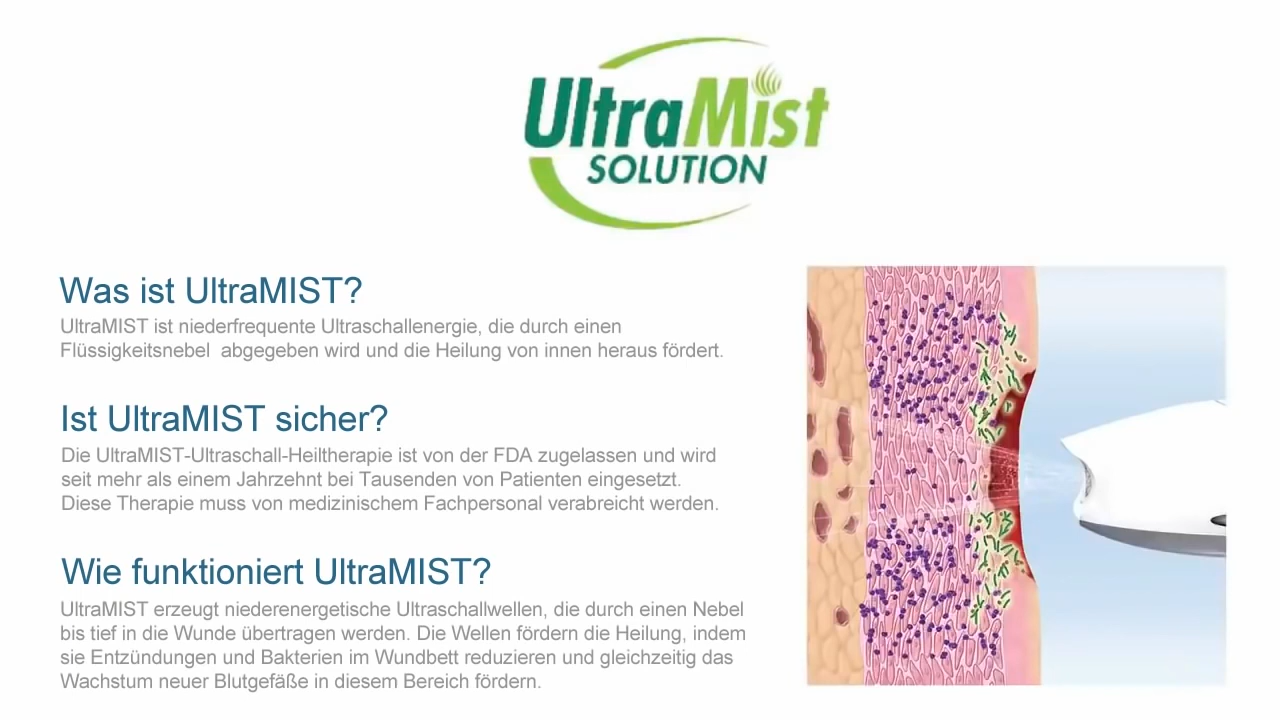 UltraMist
SOLUTION
Was ist UltraMIST?
UltraMIST ist niederfrequente Ultraschallenergie, die durch einen
Flüssigkeitsnebel abgegeben wird und die Heilung von innen heraus fördert.
Ist UltraMIST sicher?
Die UltraMIST-Ultraschall-Heiltherapie ist von der FDA zugelassen und wird
seit mehr als einem Jahrzehnt bei Tausenden von Patienten eingesetzt.
Diese Therapie muss von medizinischem Fachpersonal verabreicht werden.
Wie funktioniert UltraMIST?
UltraMIST erzeugt niederenergetische Ultraschallwellen, die durch einen Nebel
bis tief in die Wunde übertragen werden. Die Wellen fördern die Heilung, indem
sie Entzündungen und Bakterien im Wundbett reduzieren und gleichzeitig das
Wachstum neuer Blutgefäße in diesem Bereich fördern.